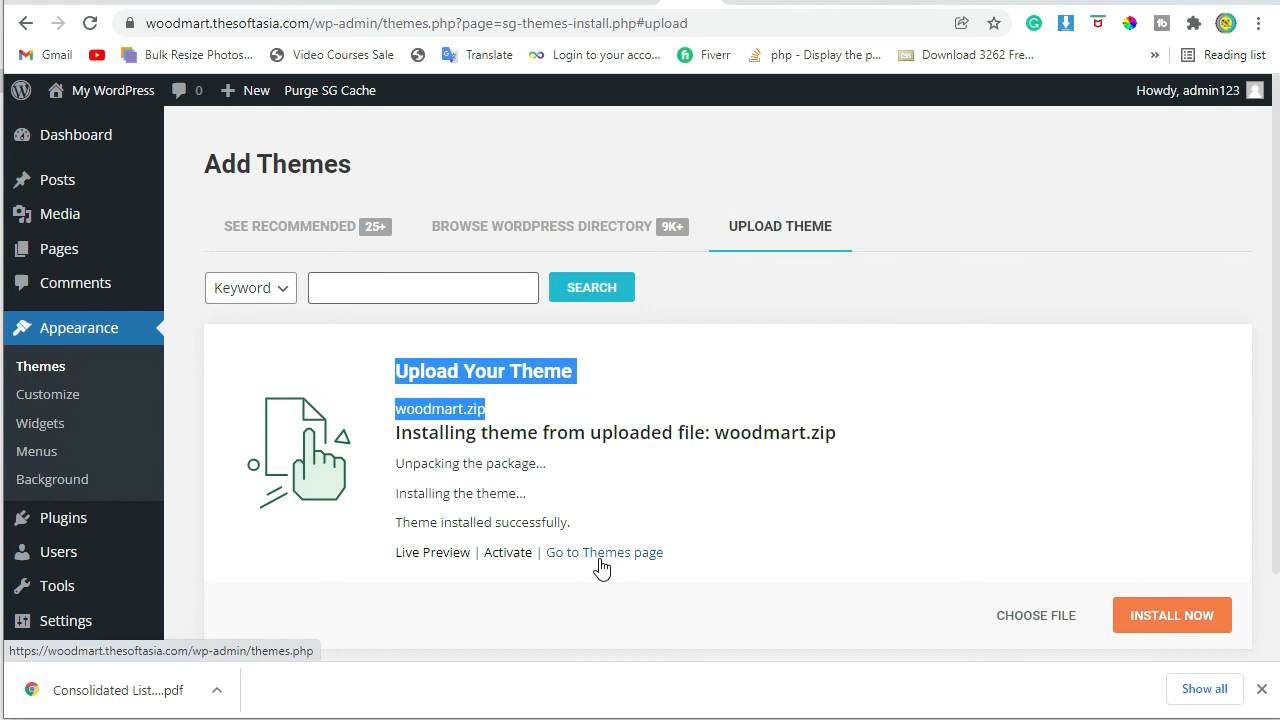 woodmart.thesoftasia.com/wp-admin/themes.php?page=sg-themes-install.php#upload
Gmail
Bulk Resize Photos...
Video Courses Sale
Translate
Login to your acco...
Fiverr
php - Display the p...
Download 3262 Fre...
»
Reading list
My WordPress
0
New
Purge SG Cache
Howdy, admin123
Dashboard
Posts
Media
Pages
Comments
Appearance
Themes
Customize
Widgets
Menus
Background
Plugins
Users
Tools
Settings
Add Themes
SEE RECOMMENDED 25+
BROWSE WORDPRESS DIRECTORY 9K+
UPLOAD THEME
Keyword
SEARCH
Upload Your Theme
woodmart.zip
Installing theme from uploaded file: woodmart.zip
Unpacking the package...
Installing the theme...
Theme installed successfully.
Live Preview | Activate | Go to Themes page
CHOOSE FILE
INSTALL NOW
https://woodmart.thesoftasia.com/wp-admin/themes.php
Consolidated List....pdf
Show all